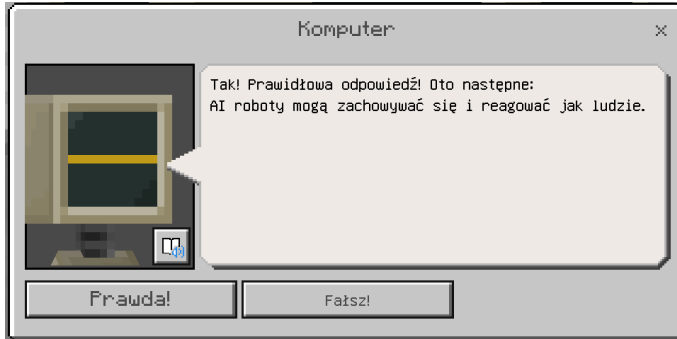 Komputer
x
Tak! Prawidłowa odpowiedź! Oto następne:
AI roboty mogą zachowywać się i reagować jak ludzie.
Prawda!
Fałsz!